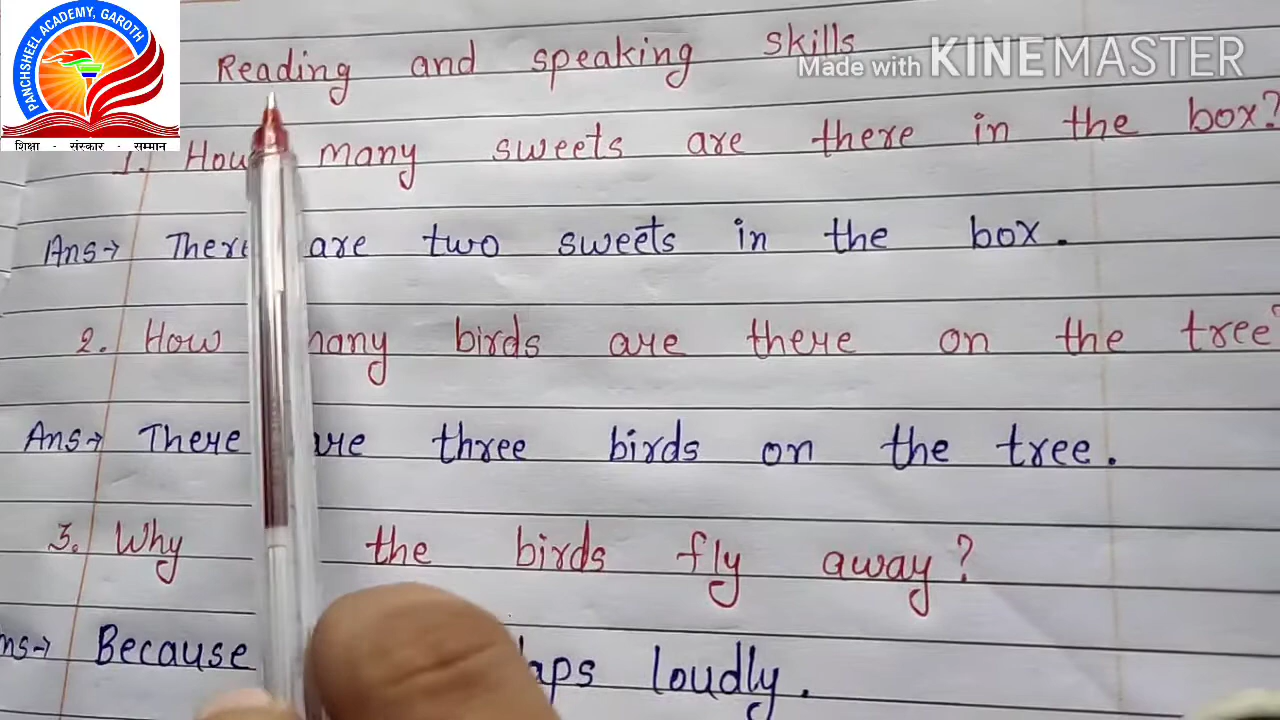 PANCHSHEEL ACADEMY, GAROTH
शिक्षा - संस्कार - सम्मान
Made with KINEMASTER
Reading and speaking skills
1. How many sweets are there in the box?
Ans→ There are two sweets in the box.
2. How many birds are there on the tree?
Ans→ There are three birds on the tree.
3. Why the birds fly away?
Ans→ Because loudly.